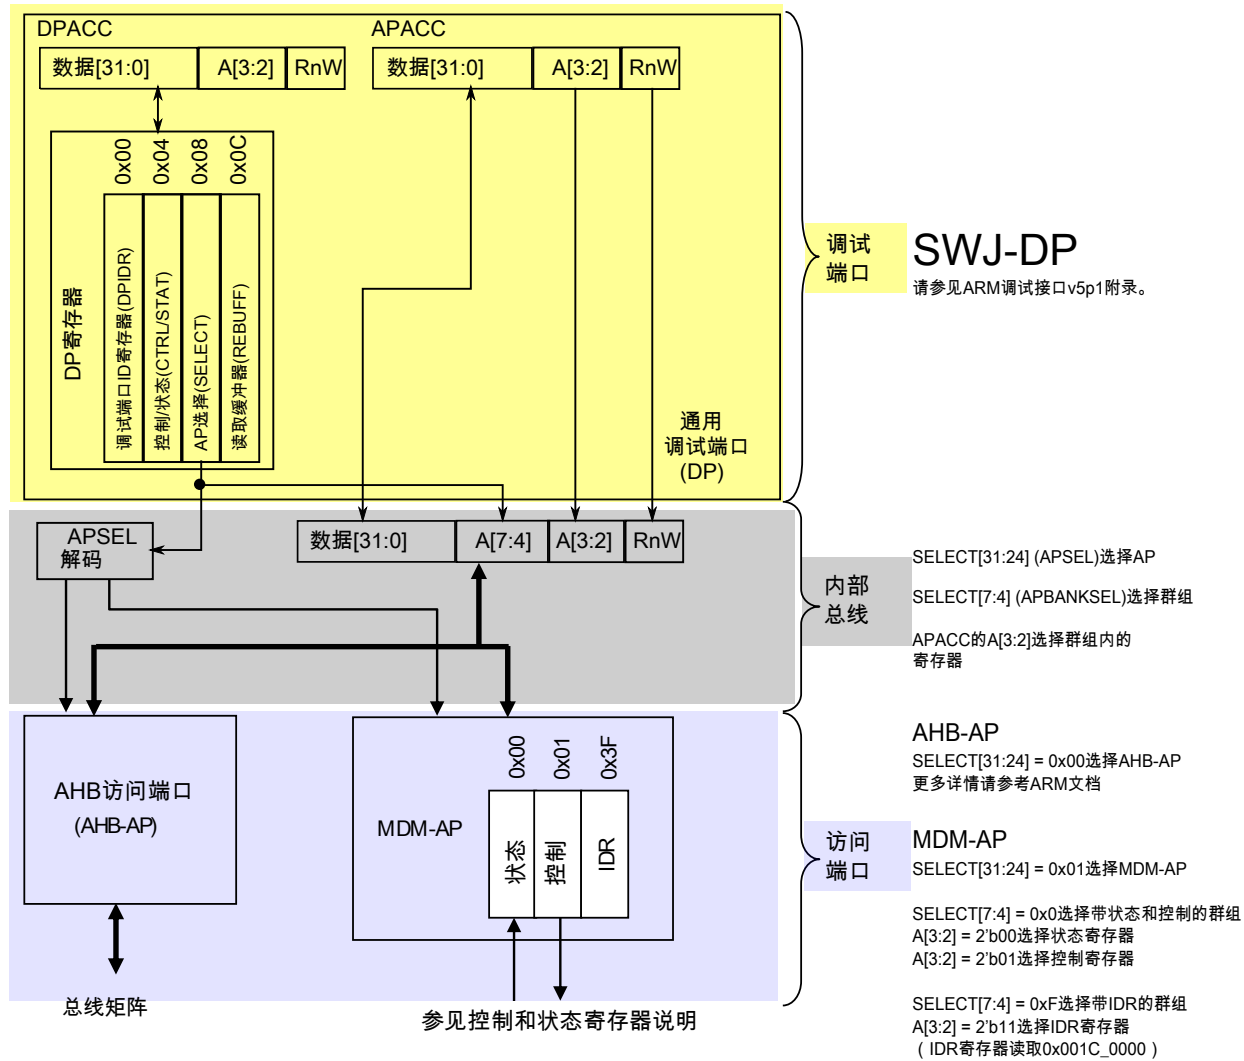 DPACC
数据[31:0]
A[3:2]
RnW
APACC
数据[31:0]
A[3:2]
RnW
0x00
0x04
0x08
0x0C
DP寄存器
调试端口ID寄存器(DPIDR)
控制/状态(CTRL/STAT)
AP选择(SELECT)
读取缓冲器(REBUFF)
通用
调试端口
(DP)
调试
端口
SWJ-DP
请参见ARM调试接口v5p1附录。
APSEL
解码
数据[31:0]
A[7:4]
A[3:2]
RnW
内部
总线
SELECT[31:24] (APSEL)选择AP
SELECT[7:4] (APBANKSEL)选择群组
APACC的A[3:2]选择群组内的
寄存器
AHB访问端口
(AHB-AP)
总线矩阵
MDM-AP
0x00
0x01
0x3F
状态
控制
IDR
参见控制和状态寄存器说明
访问
端口
AHB-AP
SELECT[31:24] = 0x00选择AHB-AP
更多详情请参考ARM文档
MDM-AP
SELECT[31:24] = 0x01选择MDM-AP
SELECT[7:4] = 0x0选择带状态和控制的群组
A[3:2] = 2'b00选择状态寄存器
A[3:2] = 2'b01选择控制寄存器
SELECT[7:4] = 0xF选择带IDR的群组
A[3:2] = 2'b11选择IDR寄存器
(IDR寄存器读取0x001C_0000)